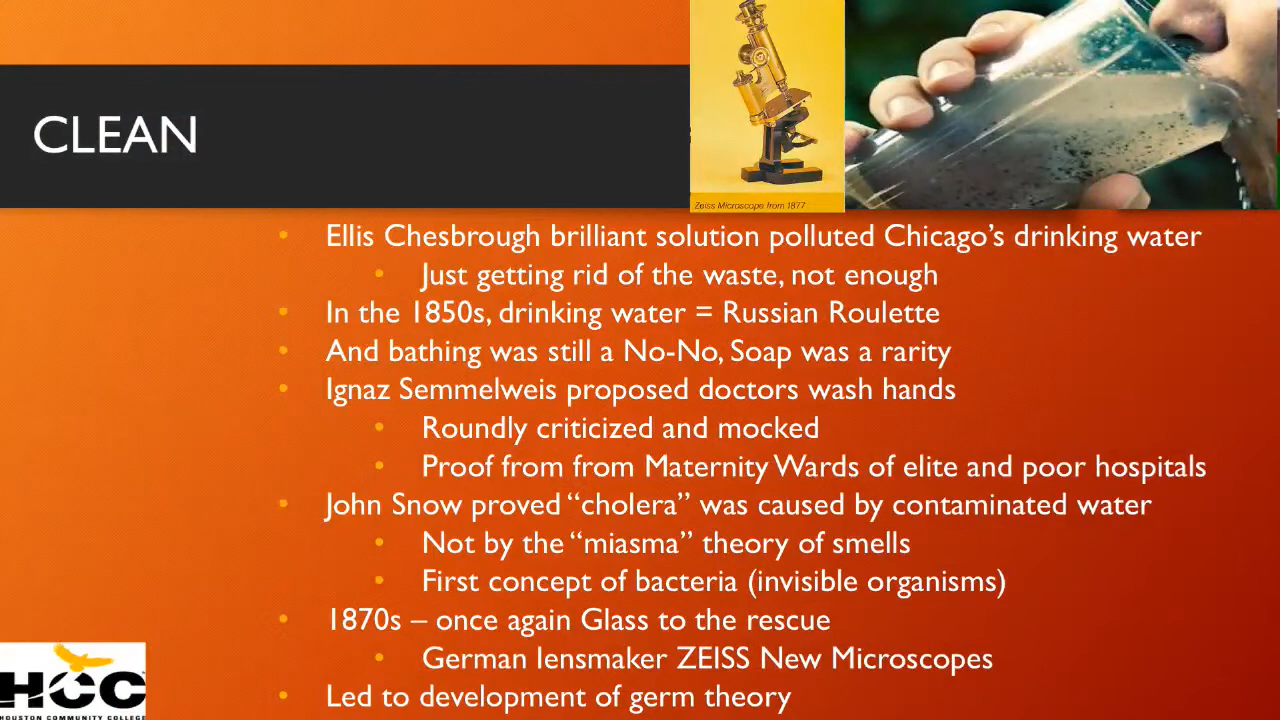 CLEAN
Zeiss Microscope from 1877
Ellis Chesbrough brilliant solution polluted Chicago’s drinking water
Just getting rid of the waste, not enough
In the 1850s, drinking water = Russian Roulette
And bathing was still a No-No, Soap was a rarity
Ignaz Semmelweis proposed doctors wash hands
Roundly criticized and mocked
Proof from from Maternity Wards of elite and poor hospitals
John Snow proved “cholera” was caused by contaminated water
Not by the “miasma” theory of smells
First concept of bacteria (invisible organisms)
1870s – once again Glass to the rescue
German lensmaker ZEISS New Microscopes
Led to development of germ theory
HCC
HOUSTON COMMUNITY COLLEGE